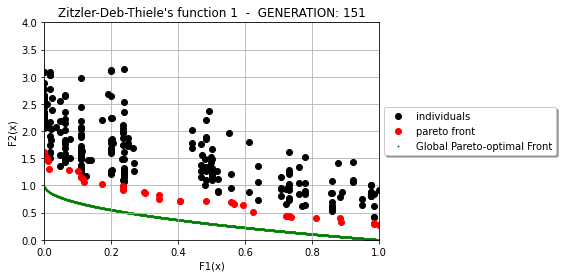 Zitzler-Deb-Thiele's function 1 - GENERATION: 151
4.0
3.5
3.0
2.5
2.0
1.5
1.0
0.5
0.0
F2(x)
0.0 0.2 0.4 0.6 0.8 1.0
F1(x)
individuals
pareto front
Global Pareto-optimal Front